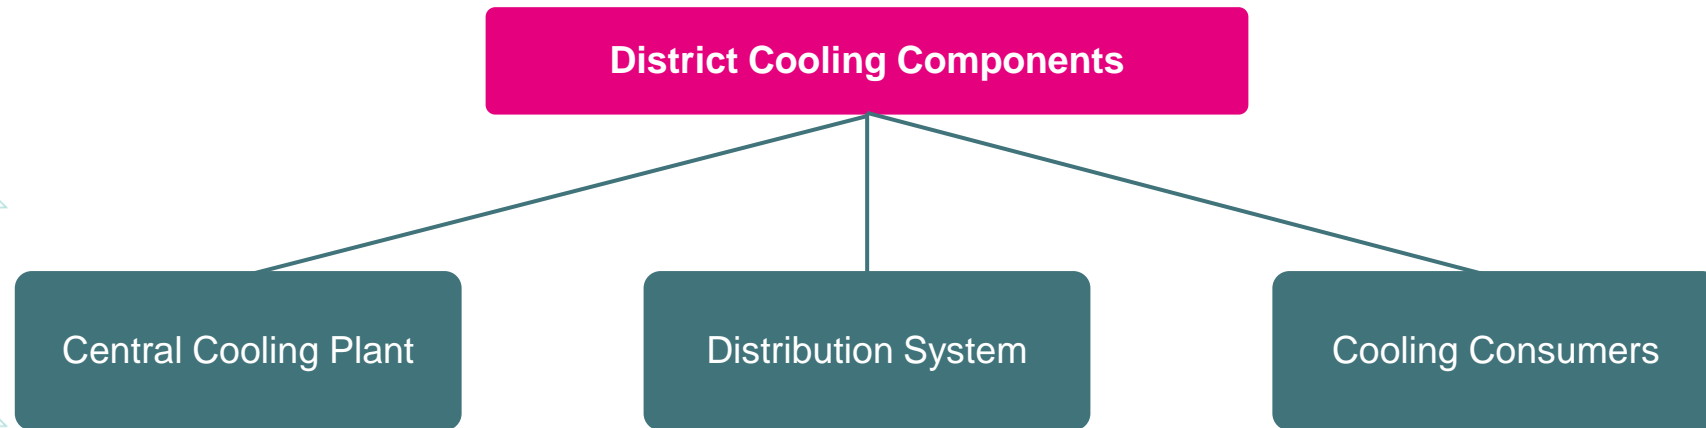 District Cooling Components
Central Cooling Plant
Distribution System
Cooling Consumers